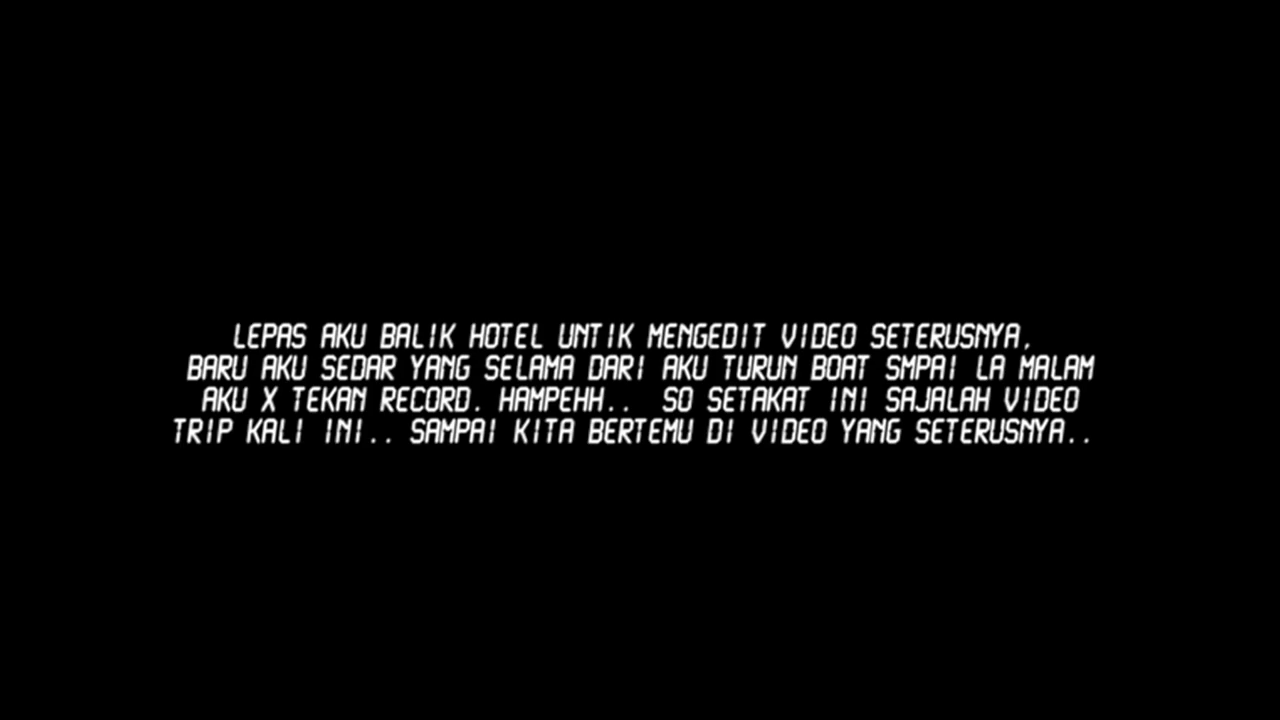 LEPAS AKU BALIK HOTEL UNTIK MENGEDIT VIDEO SETERUSNYA,
BARU AKU SEDAR YANG SELAMA DARI AKU TURUN BOAT SMPAI LA MALAM
AKU X TEKAN RECORD. HAMPEHH.. SO SETAKAT INI SAJALAH VIDEO
TRIP KALI INI.. SAMPAI KITA BERTEMU DI VIDEO YANG SETERUSNYA..